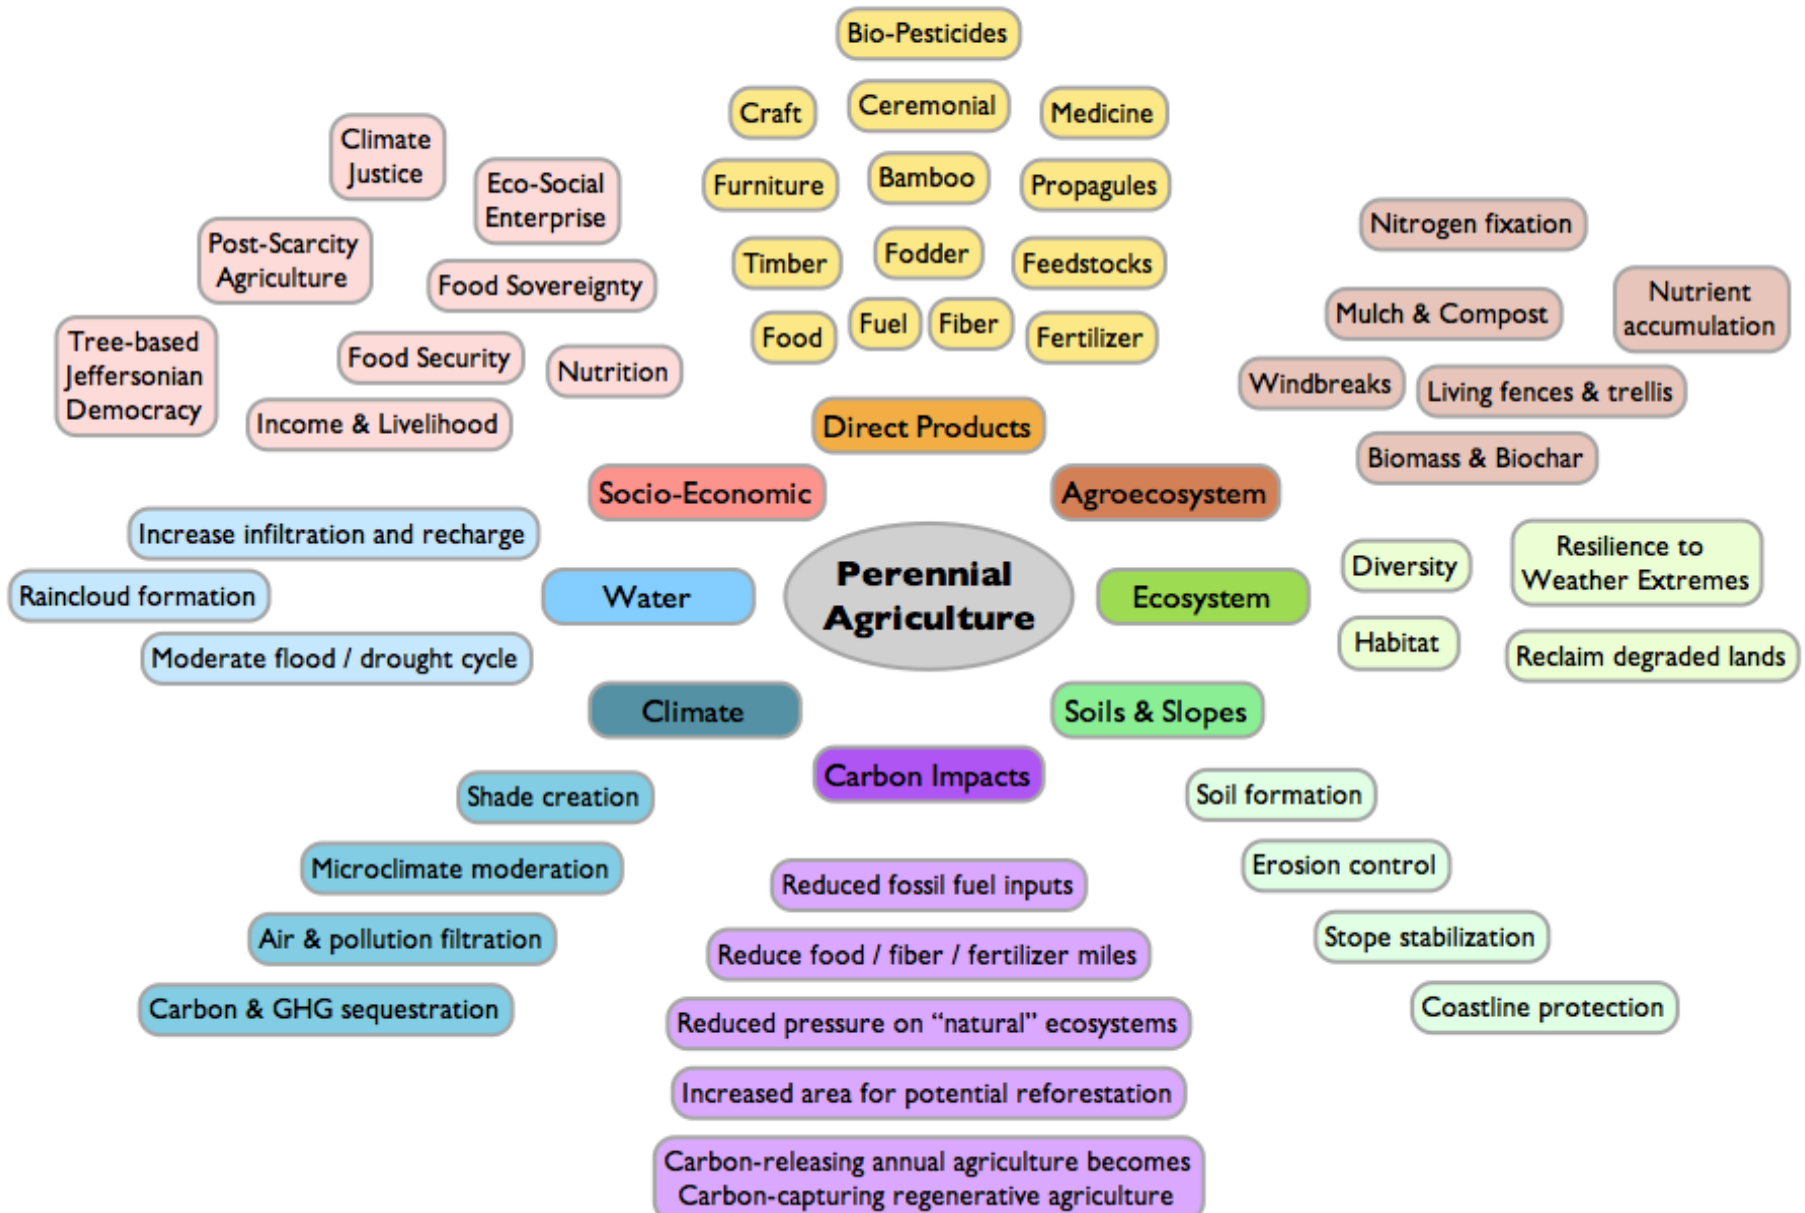 Bio-Pesticides
Craft
Ceremonial
Medicine
Furniture
Bamboo
Propagules
Timber
Fodder
Feedstocks
Food
Fuel
Fiber
Fertilizer
Direct Products
Climate
Justice
Eco-Social
Enterprise
Post-Scarcity
Agriculture
Food Sovereignty
Tree-based
Jeffersonian
Democracy
Food Security
Nutrition
Income & Livelihood
Socio-Economic
Nitrogen fixation
Nutrient
accumulation
Mulch & Compost
Windbreaks
Living fences & trellis
Biomass & Biochar
Agroecosystem
Increase infiltration and recharge
Raincloud formation
Moderate flood / drought cycle
Water
Perennial
Agriculture
Ecosystem
Diversity
Resilience to
Weather Extremes
Habitat
Reclaim degraded lands
Climate
Shade creation
Microclimate moderation
Air & pollution filtration
Carbon & GHG sequestration
Carbon Impacts
Reduced fossil fuel inputs
Reduce food / fiber / fertilizer miles
Reduced pressure on “natural” ecosystems
Increased area for potential reforestation
Carbon-releasing annual agriculture becomes
Carbon-capturing regenerative agriculture
Soils & Slopes
Soil formation
Erosion control
Stope stabilization
Coastline protection